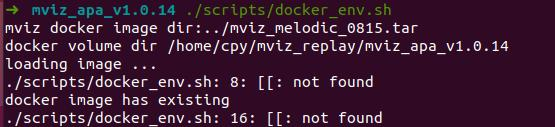 ➜ mviz_apa_v1.0.14 ./scripts/docker_env.sh
mviz docker image dir:../mviz_melodic_0815.tar
docker volume dir /home/cpy/mviz_replay/mviz_apa_v1.0.14
loading image ...
./scripts/docker_env.sh: 8: [[: not found
docker image has existing
./scripts/docker_env.sh: 16: [[: not found